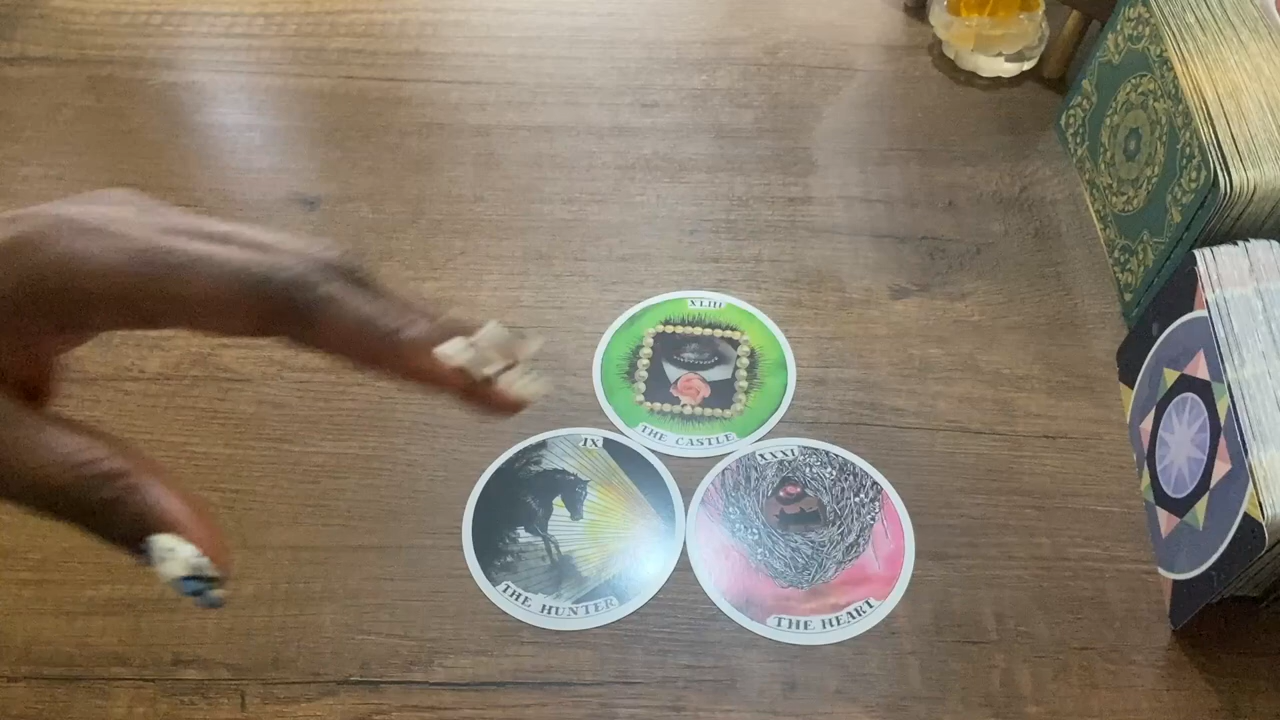 XLIII
THE CASTLE
IX
THE HUNTER
XXXI
THE HEART